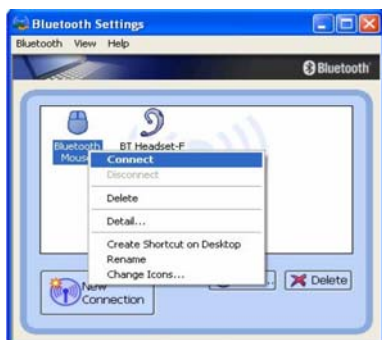 Bluetooth Settings
Bluetooth View Help
Bluetooth
Bluetooth Mouse
BT Headset-F
Connect
Disconnect
Delete
Detail...
Create Shortcut on Desktop
Rename
Change Icons...
New Connection
Delete